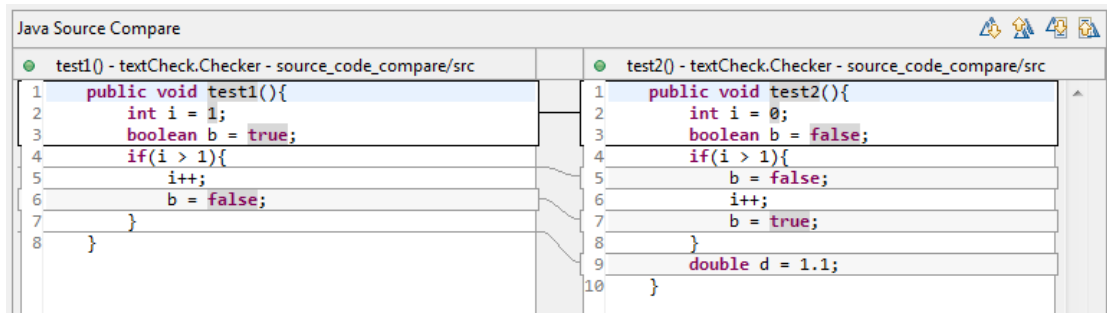 Java Source Compare
test1() - textCheck.Checker - source_code_compare/src
1 public void test1(){
2 int i = 1;
3 boolean b = true;
4 if(i > 1){
5 i++;
6 b = false;
7 }
8 }
test2() - textCheck.Checker - source_code_compare/src
1 public void test2(){
2 int i = 0;
3 boolean b = false;
4 if(i > 1){
5 b = false;
6 i++;
7 b = true;
8 }
9 double d = 1.1;
10 }